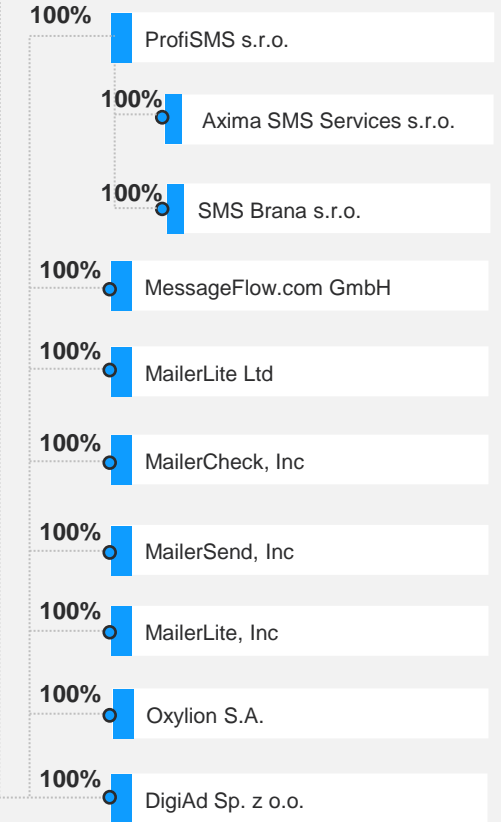 100%
ProfiSMS s.r.o.
100%
Axima SMS Services s.r.o.
100%
SMS Brana s.r.o.
100%
MessageFlow.com GmbH
100%
MailerLite Ltd
100%
MailerCheck, Inc
100%
MailerSend, Inc
100%
MailerLite, Inc
100%
Oxylion S.A.
100%
DigiAd Sp. z o.o.